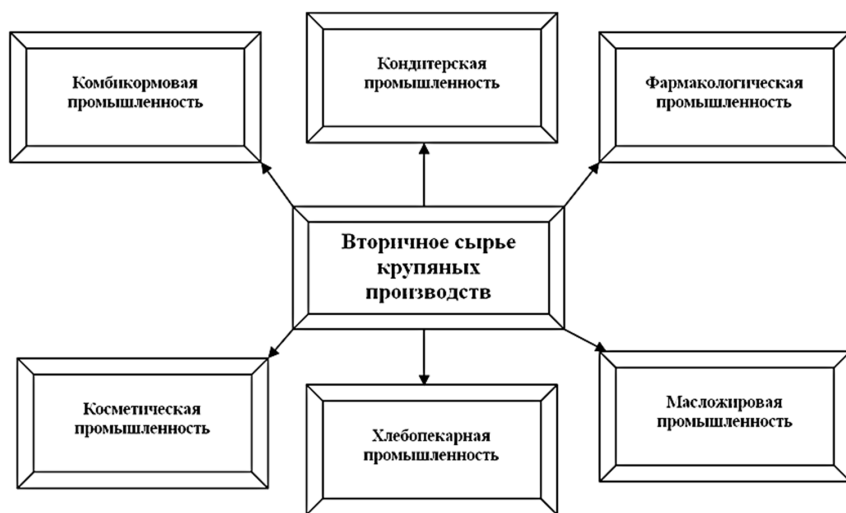 Комбикормовая
промышленность
Кондитерская
промышленность
Фармакологическая
промышленность
Вторичное сырье
крупяных
производств
Косметическая
промышленность
Хлебопекарная
промышленность
Масложировая
промышленность